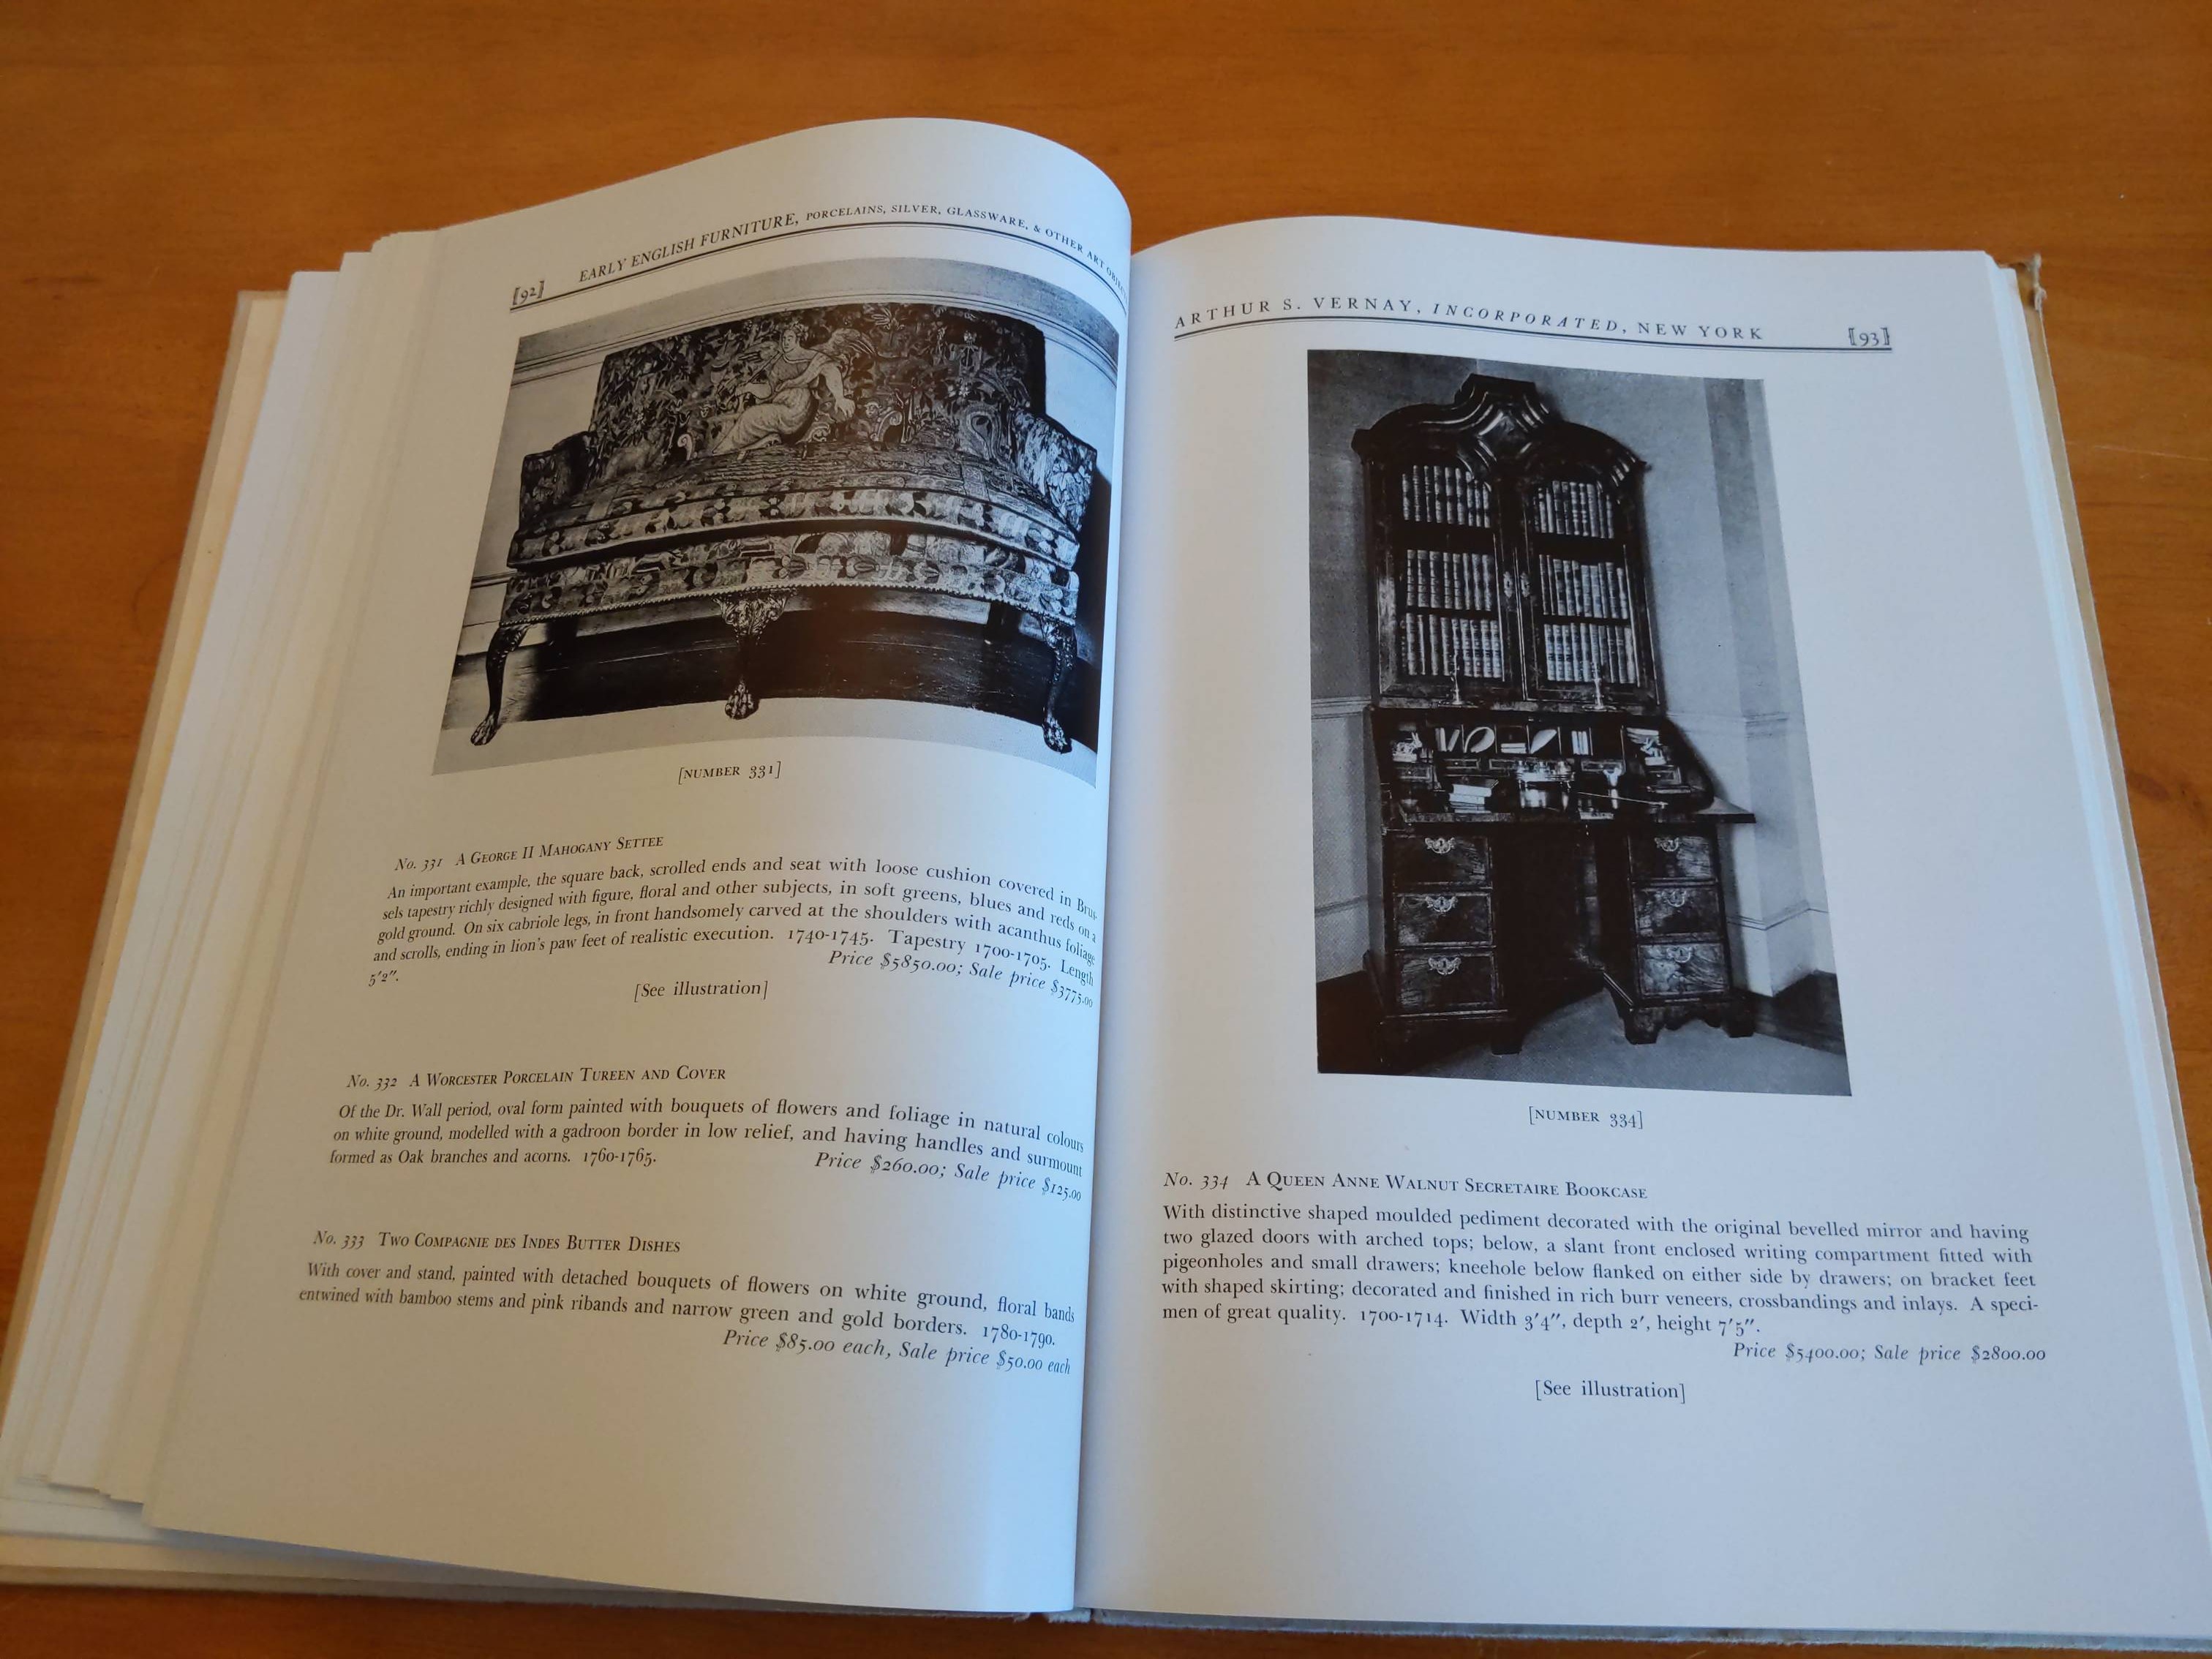 [92] EARLY ENGLISH FURNITURE, PORCELAINS, SILVER, GLASSWARE, & OTHER ART
[NUMBER 331]
No. 331 A George II Mahogany Settee
An important example, the square back, scrolled ends and seat with loose cushion covered in Brus-
sels tapestry richly designed with figure, floral and other subjects, in soft greens, blues and reds on a
gold ground. On six cabriole legs, in front handsomely carved at the shoulders with acanthus foliage
and scrolls, ending in lion's paw feet of realistic execution. 1740-1745. Tapestry 1700-1705. Length
5'2".
Price $5850.00; Sale price $3775.00
[See illustration]
No. 332 A Worcester Porcelain Tureen and Cover
Of the Dr. Wall period, oval form painted with bouquets of flowers and foliage in natural colours
on white ground, modelled with a gadroon border in low relief, and having handles and surmount
formed as Oak branches and acorns. 1760-1765.
Price $260.00; Sale price $125.00
No. 333 Two Compagnie des Indes Butter Dishes
With cover and stand, painted with detached bouquets of flowers on white ground, floral bands
entwined with bamboo stems and pink ribands and narrow green and gold borders. 1780-1790.
Price $85.00 each, Sale price $50.00 each
ARTHUR S. VERNAY, INCORPORATED, NEW YORK [93]
[NUMBER 334]
No. 334 A Queen Anne Walnut Secretaire Bookcase
With distinctive shaped moulded pediment decorated with the original bevelled mirror and having
two glazed doors with arched tops; below, a slant front enclosed writing compartment fitted with
pigeonholes and small drawers; kneehole below flanked on either side by drawers; on bracket feet
with shaped skirting; decorated and finished in rich burr veneers, crossbandings and inlays. A speci-
men of great quality. 1700-1714. Width 3'4", depth 2', height 7'5".
Price $5400.00; Sale price $2800.00
[See illustration]